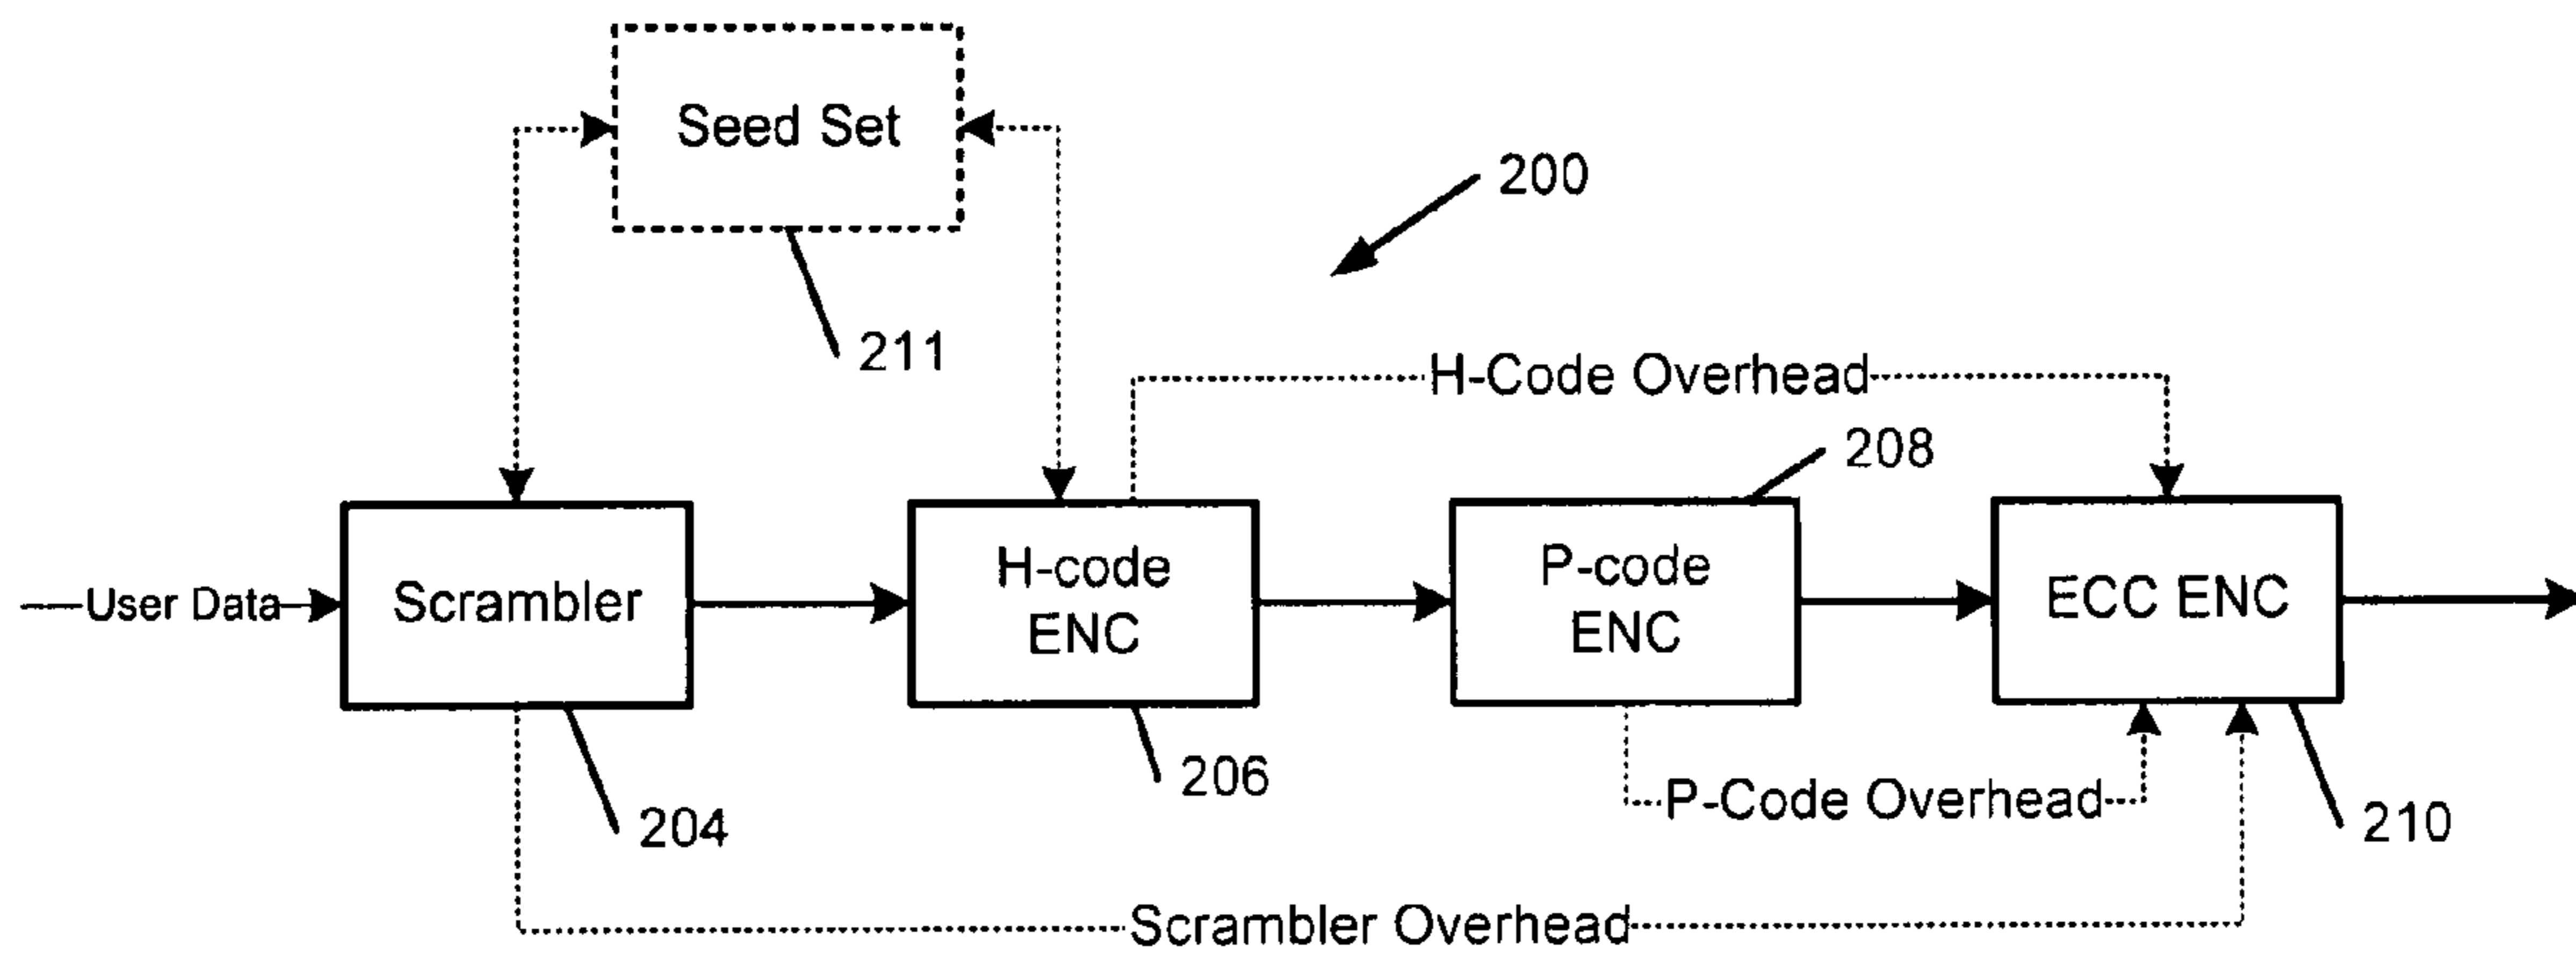 Seed Set
200
211
H-Code Overhead
208
User Data
Scrambler
H-code
ENC
P-code
ENC
ECC ENC
206
P-Code Overhead
204
210
Scrambler Overhead